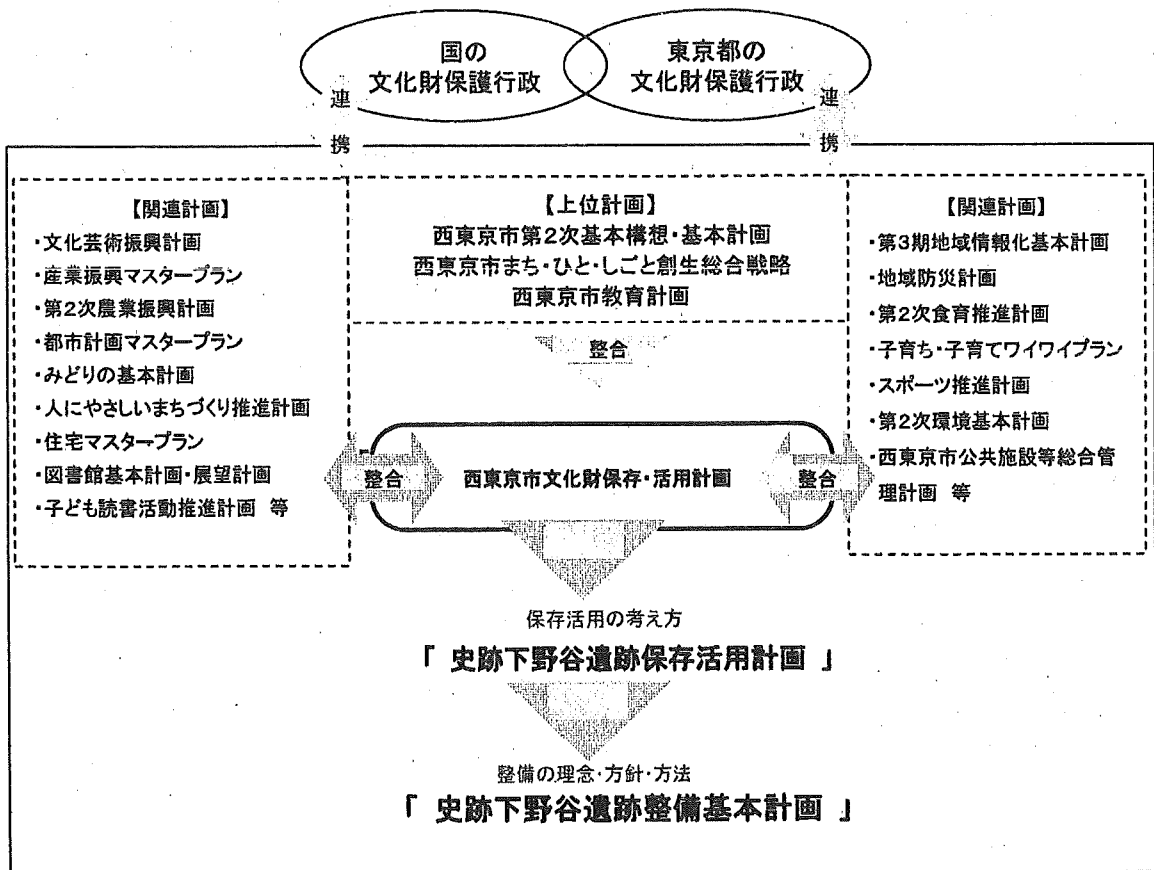 国の
文化財保護行政
東京都の
文化財保護行政
連
携
連
携
【関連計画】
・文化芸術振興計画
・産業振興マスタープラン
・第2次農業振興計画
・都市計画マスタープラン
・みどりの基本計画
・人にやさしいまちづくり推進計画
・住宅マスタープラン
・図書館基本計画・展望計画
・子ども読書活動推進計画 等
【上位計画】
西東京市第2次基本構想・基本計画
西東京市まち・ひと・しごと創生総合戦略
西東京市教育計画
整合
【関連計画】
・第3期地域情報化基本計画
・地域防災計画
・第2次食育推進計画
・子育ち・子育てワイワイプラン
・スポーツ推進計画
・第2次環境基本計画
・西東京市公共施設等総合管
理計画 等
整合
西東京市文化財保存・活用計画
整合
保存活用の考え方
「 史跡下野谷遺跡保存活用計画 」
整備の理念・方針・方法
「 史跡下野谷遺跡整備基本計画 」